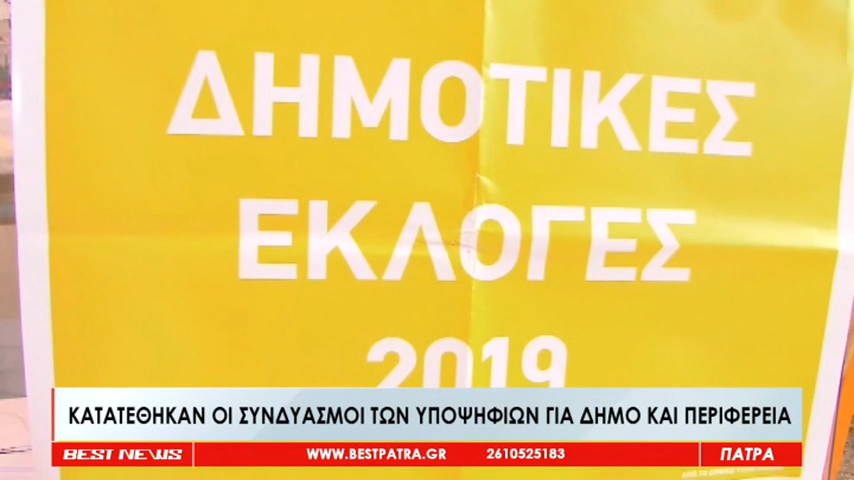 ΔΗΜΟΤΙΚΕΣ
ΕΚΛΟΓΕΣ
2019
ΚΑΤΑΤΕΘΗΚΑΝ ΟΙ ΣΥΝΔΥΑΣΜΟΙ ΤΩΝ ΥΠΟΨΗΦΙΩΝ ΓΙΑ ΔΗΜΟ ΚΑΙ ΠΕΡΙΦΕΡΕΙΑ
BEST NEWS WWW.BESTPATRA.GR 2610525183 ΠΑΤΡΑ